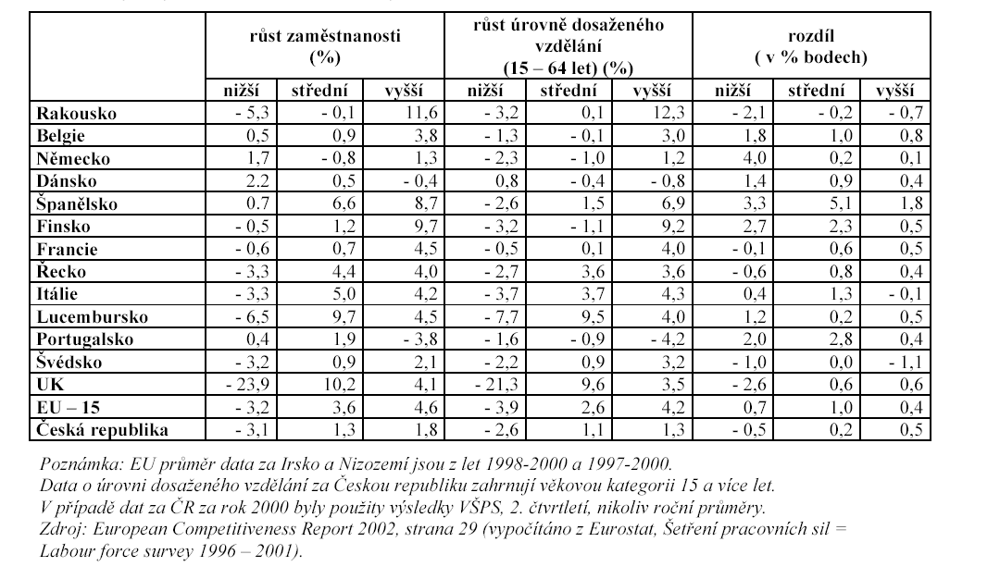 růst zaměstnanosti (%) růst úrovně dosaženého vzdělání (15 – 64 let) (%) rozdíl ( v % bodech)
nižší střední vyšší nižší střední vyšší nižší střední vyšší
Rakousko - 5,3 - 0,1 11,6 - 3,2 0,1 12,3 - 2,1 - 0,2 - 0,7
Belgie 0,5 0,9 3,8 - 1,3 - 0,1 3,0 1,8 1,0 0,8
Německo 1,7 - 0,8 1,3 - 2,3 - 1,0 1,2 4,0 0,2 0,1
Dánsko 2.2 0,5 - 0,4 0,8 - 0,4 - 0,8 1,4 0,9 0,4
Španělsko 0.7 6,6 8,7 - 2,6 1,5 6,9 3,3 5,1 1,8
Finsko - 0,5 1,2 9,7 - 3,2 - 1,1 9,2 2,7 2,3 0,5
Francie - 0,6 0,7 4,5 - 0,5 0,1 4,0 - 0,1 0,6 0,5
Řecko - 3,3 4,4 4,0 - 2,7 3,6 3,6 - 0,6 0,8 0,4
Itálie - 3,3 5,0 4,2 - 3,7 3,7 4,3 0,4 1,3 - 0,1
Lucembursko - 6,5 9,7 4,5 - 7,7 9,5 4,0 1,2 0,2 0,5
Portugalsko 0,4 1,9 - 3,8 - 1,6 - 0,9 - 4,2 2,0 2,8 0,4
Švédsko - 3,2 0,9 2,1 - 2,2 0,9 3,2 - 1,0 0,0 - 1,1
UK - 23,9 10,2 4,1 - 21,3 9,6 3,5 - 2,6 0,6 0,6
EU – 15 - 3,2 3,6 4,6 - 3,9 2,6 4,2 0,7 1,0 0,4
Česká republika - 3,1 1,3 1,8 - 2,6 1,1 1,3 - 0,5 0,2 0,5
Poznámka: EU průměr data za Irsko a Nizozemí jsou z let 1998-2000 a 1997-2000.
Data o úrovni dosaženého vzdělání za Českou republiku zahrnují věkovou kategorii 15 a více let.
V případě dat za ČR za rok 2000 byly použity výsledky VŠPS, 2. čtvrtletí, nikoliv roční průměry.
Zdroj: European Competitiveness Report 2002, strana 29 (vypočítáno z Eurostat, Šetření pracovních sil =
Labour force survey 1996 – 2001).